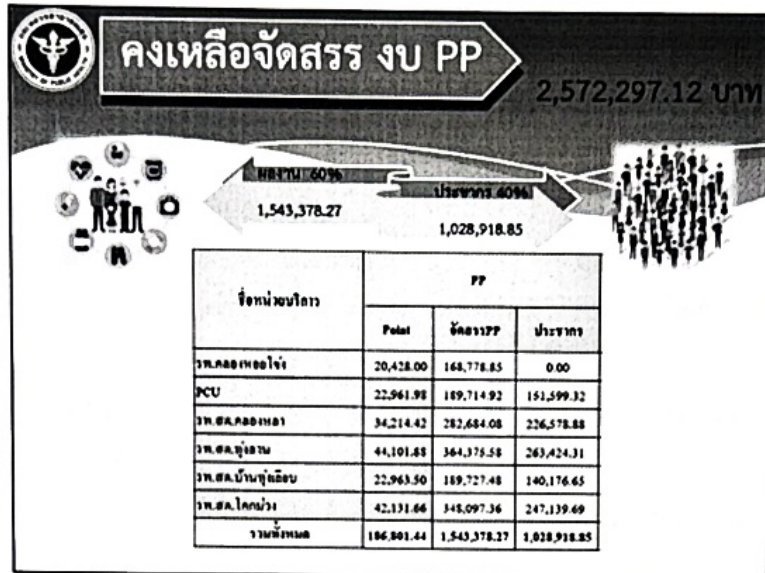 คงเหลือจัดสรร งบ PP
2,572,297.12 บาท
ผลงาน 60%
1,543,378.27
ประชากร 40%
1,028,918.85
ชื่อหน่วยบริการ PP
Point จัดสรรPP ประชากร
รพ.คลองหอยโข่ง 20,428.00 168,778.85 0.00
PCU 22,961.98 189,714.92 151,599.32
รพ.สต.คลองหลา 34,214.42 282,684.08 226,578.88
รพ.สต.ทุ่งลาน 44,101.88 364,375.58 263,424.31
รพ.สต.บ้านทุ่งเลียบ 22,963.50 189,727.48 140,176.65
รพ.สต.โคกม่วง 42,131.66 348,097.36 247,139.69
รวมทั้งหมด 186,801.44 1,543,378.27 1,028,918.85